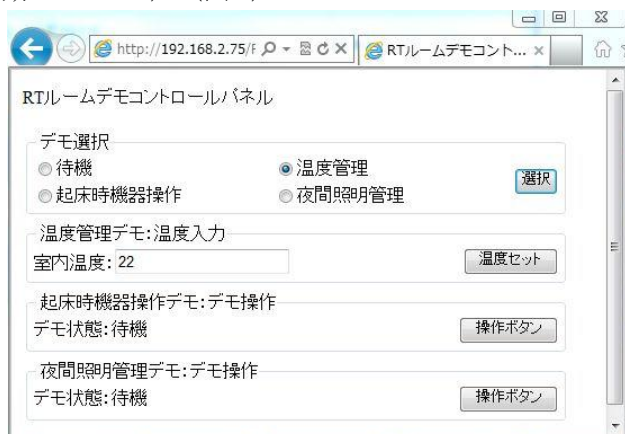 http://192.168.2.75/
RTルームデモコント...
RTルームデモコントロールパネル
デモ選択
待機
温度管理
起床時機器操作
夜間照明管理
選択
温度管理デモ:温度入力
室内温度: 22
温度セット
起床時機器操作デモ:デモ操作
デモ状態:待機
操作ボタン
夜間照明管理デモ:デモ操作
デモ状態:待機
操作ボタン